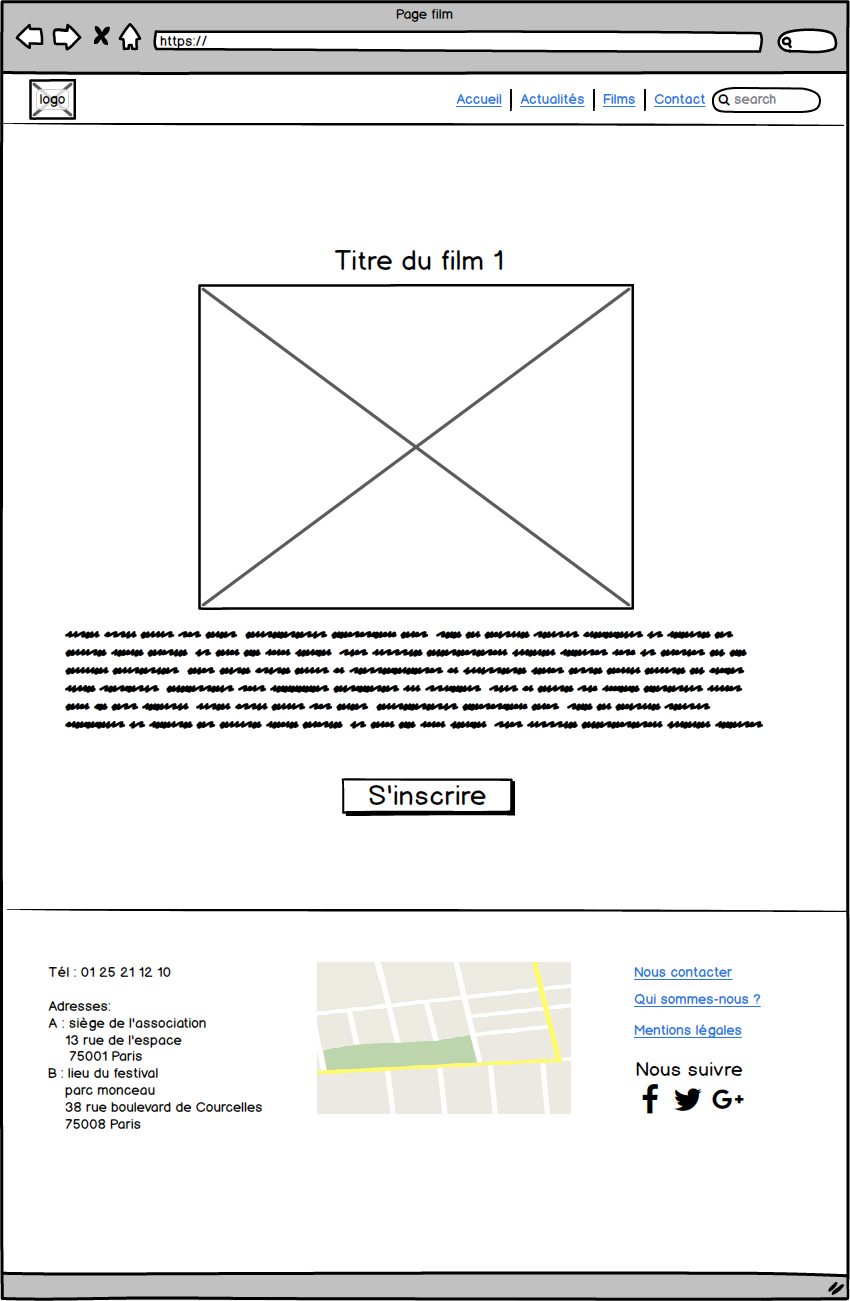 Page film
https://
logo
Accueil
Actualités
Films
Contact
search
Titre du film 1
S'inscrire
Tél : 01 25 21 12 10
Adresses:
A : siège de l'association
13 rue de l'espace
75001 Paris
B : lieu du festival
parc monceau
38 rue boulevard de Courcelles
75008 Paris
Nous contacter
Qui sommes-nous ?
Mentions légales
Nous suivre
G+